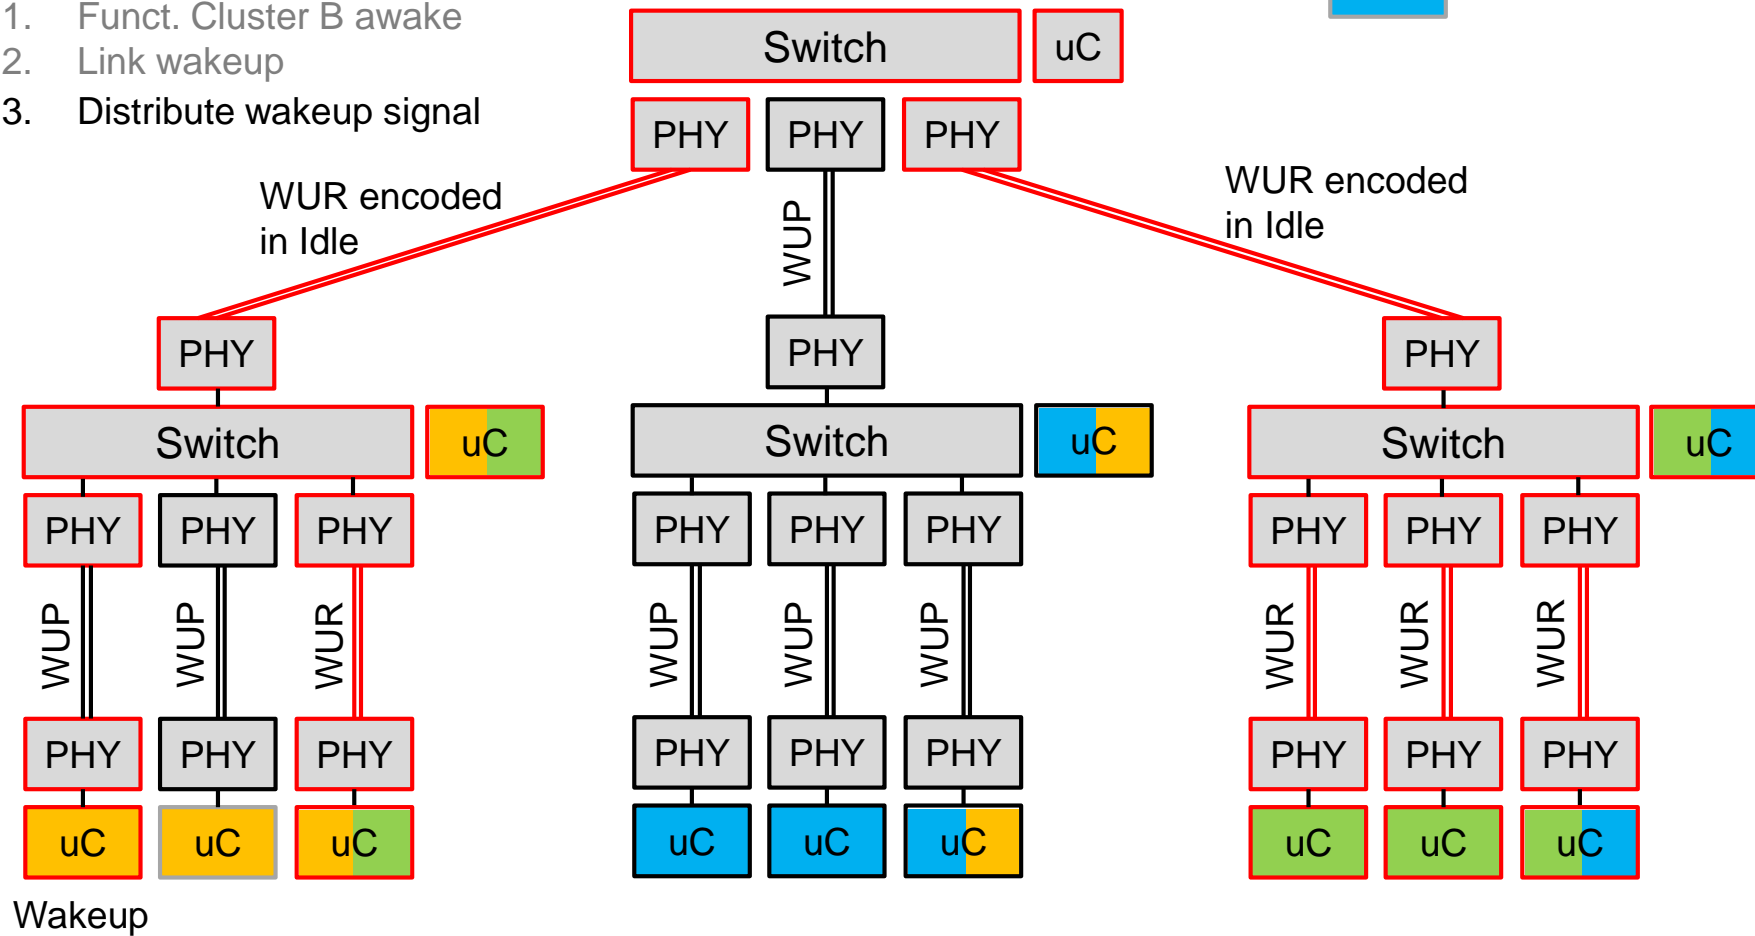 1. Funct. Cluster B awake
2. Link wakeup
3. Distribute wakeup signal
Switch uC
PHY PHY PHY
WUR encoded
in Idle
WUP
WUR encoded
in Idle
PHY PHY PHY
Switch uC Switch uC Switch uC
PHY PHY PHY PHY PHY PHY PHY PHY PHY
WUP WUP WUR WUP WUP WUP WUR WUR WUR
PHY PHY PHY PHY PHY PHY PHY PHY PHY
uC uC uC uC uC uC uC uC uC
Wakeup